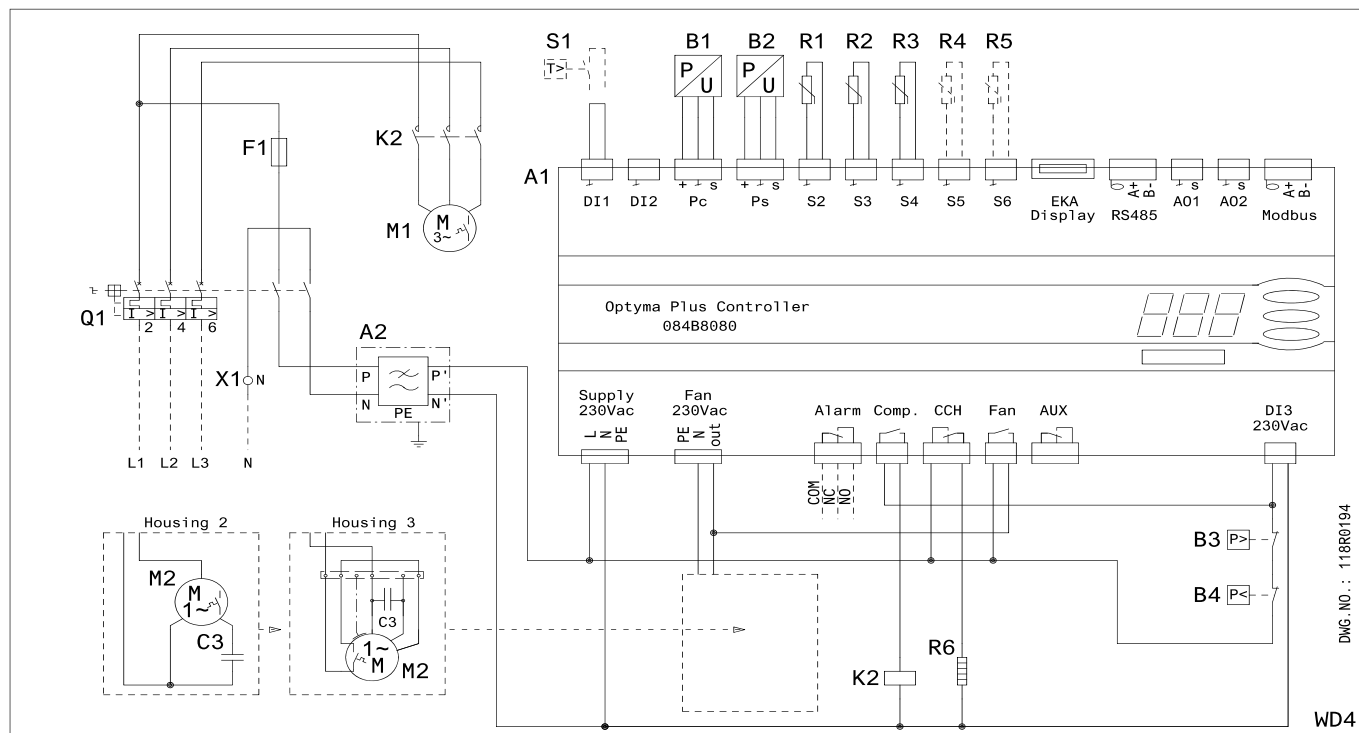 S1
B1
B2
R1
R2
R3
R4
R5
T>
P
U
P
U
F1
K2
A1
+
s
+
s
A+
B-
s
s
A+
B-
DI1
DI2
Pc
Ps
S2
S3
S4
S5
S6
EKA
Display
RS485
AO1
AO2
Modbus
M1
M
3~
Q1
I >
I >
I >
2
4
6
Optyma Plus Controller
084B8080
A2
X1
N
P
P'
N
N'
PE
Supply
230Vac
L
N
PE
Fan
230Vac
PE
N
out
Alarm
Comp.
CCH
Fan
AUX
DI3
230Vac
L1
L2
L3
N
COM
NC
NO
Housing 2
Housing 3
M2
M
1~
C3
C3
1~
M
M2
B3
P>
B4
P<
K2
R6
DWG.NO.: 118R0194
WD4